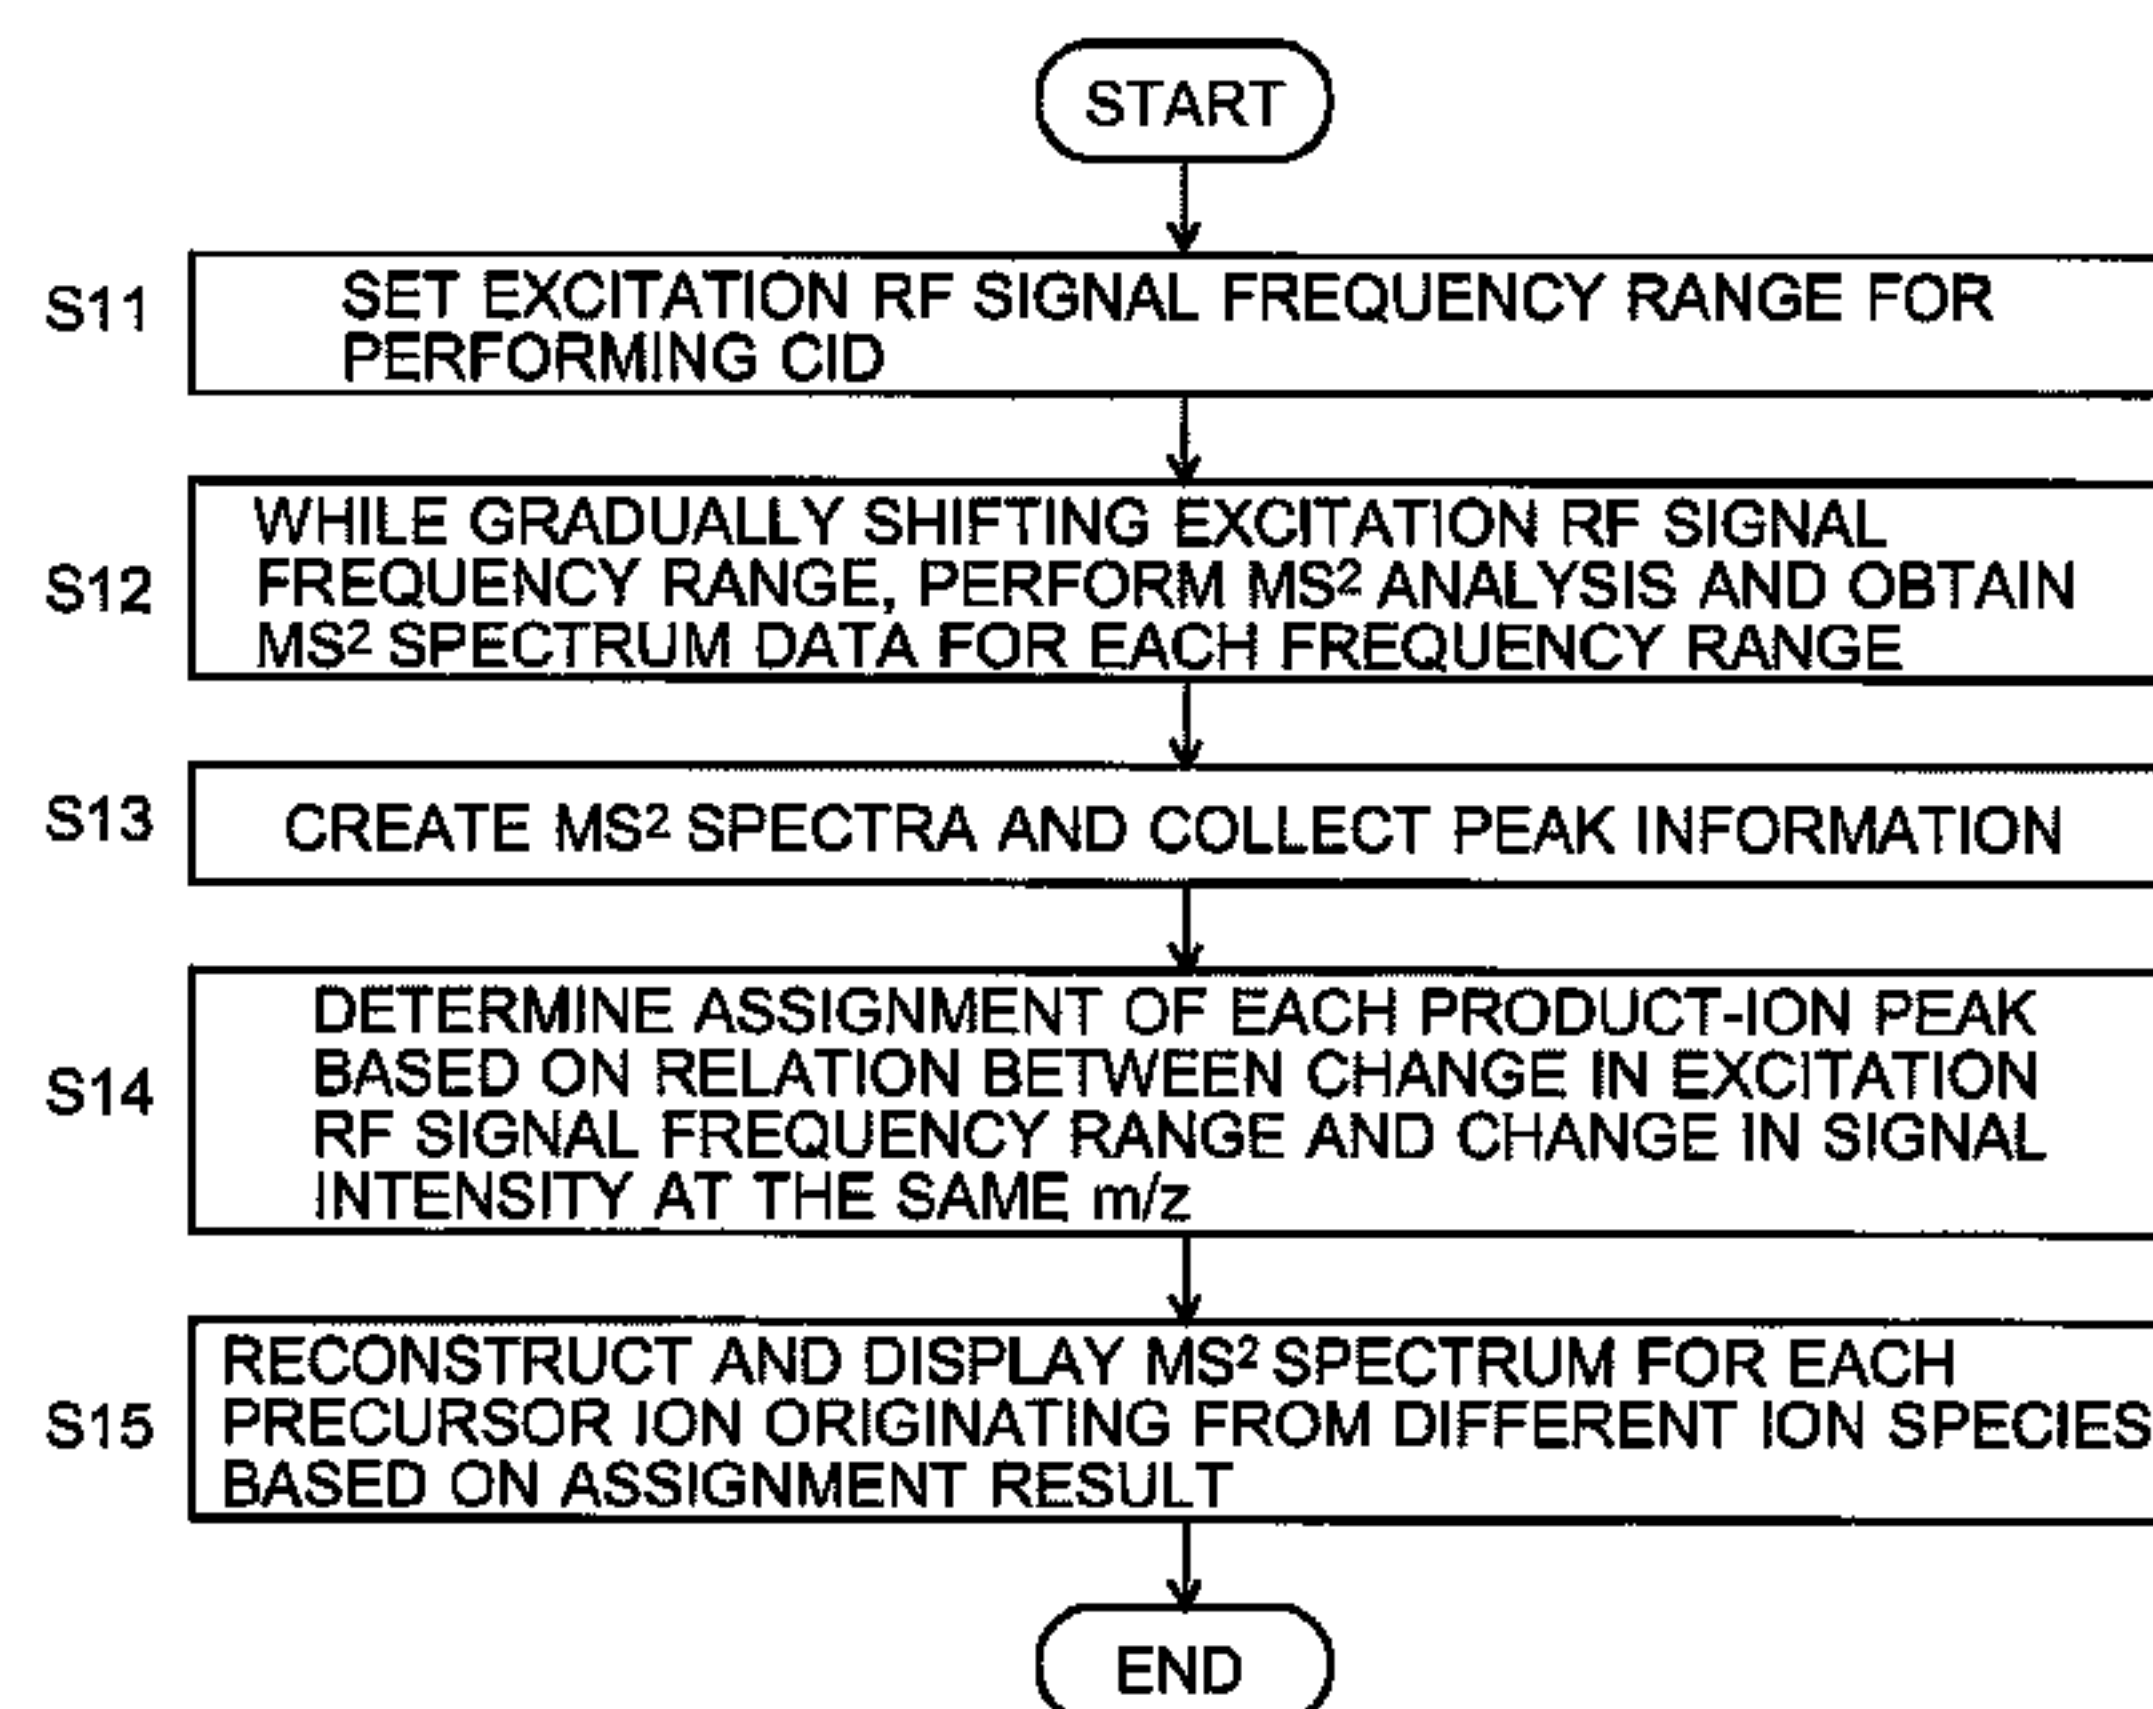 START
S11
SET EXCITATION RF SIGNAL FREQUENCY RANGE FOR
PERFORMING CID
S12
WHILE GRADUALLY SHIFTING EXCITATION RF SIGNAL
FREQUENCY RANGE, PERFORM MS² ANALYSIS AND OBTAIN
MS² SPECTRUM DATA FOR EACH FREQUENCY RANGE
S13
CREATE MS² SPECTRA AND COLLECT PEAK INFORMATION
S14
DETERMINE ASSIGNMENT OF EACH PRODUCT-ION PEAK
BASED ON RELATION BETWEEN CHANGE IN EXCITATION
RF SIGNAL FREQUENCY RANGE AND CHANGE IN SIGNAL
INTENSITY AT THE SAME m/z
S15
RECONSTRUCT AND DISPLAY MS² SPECTRUM FOR EACH
PRECURSOR ION ORIGINATING FROM DIFFERENT ION SPECIES
BASED ON ASSIGNMENT RESULT
END